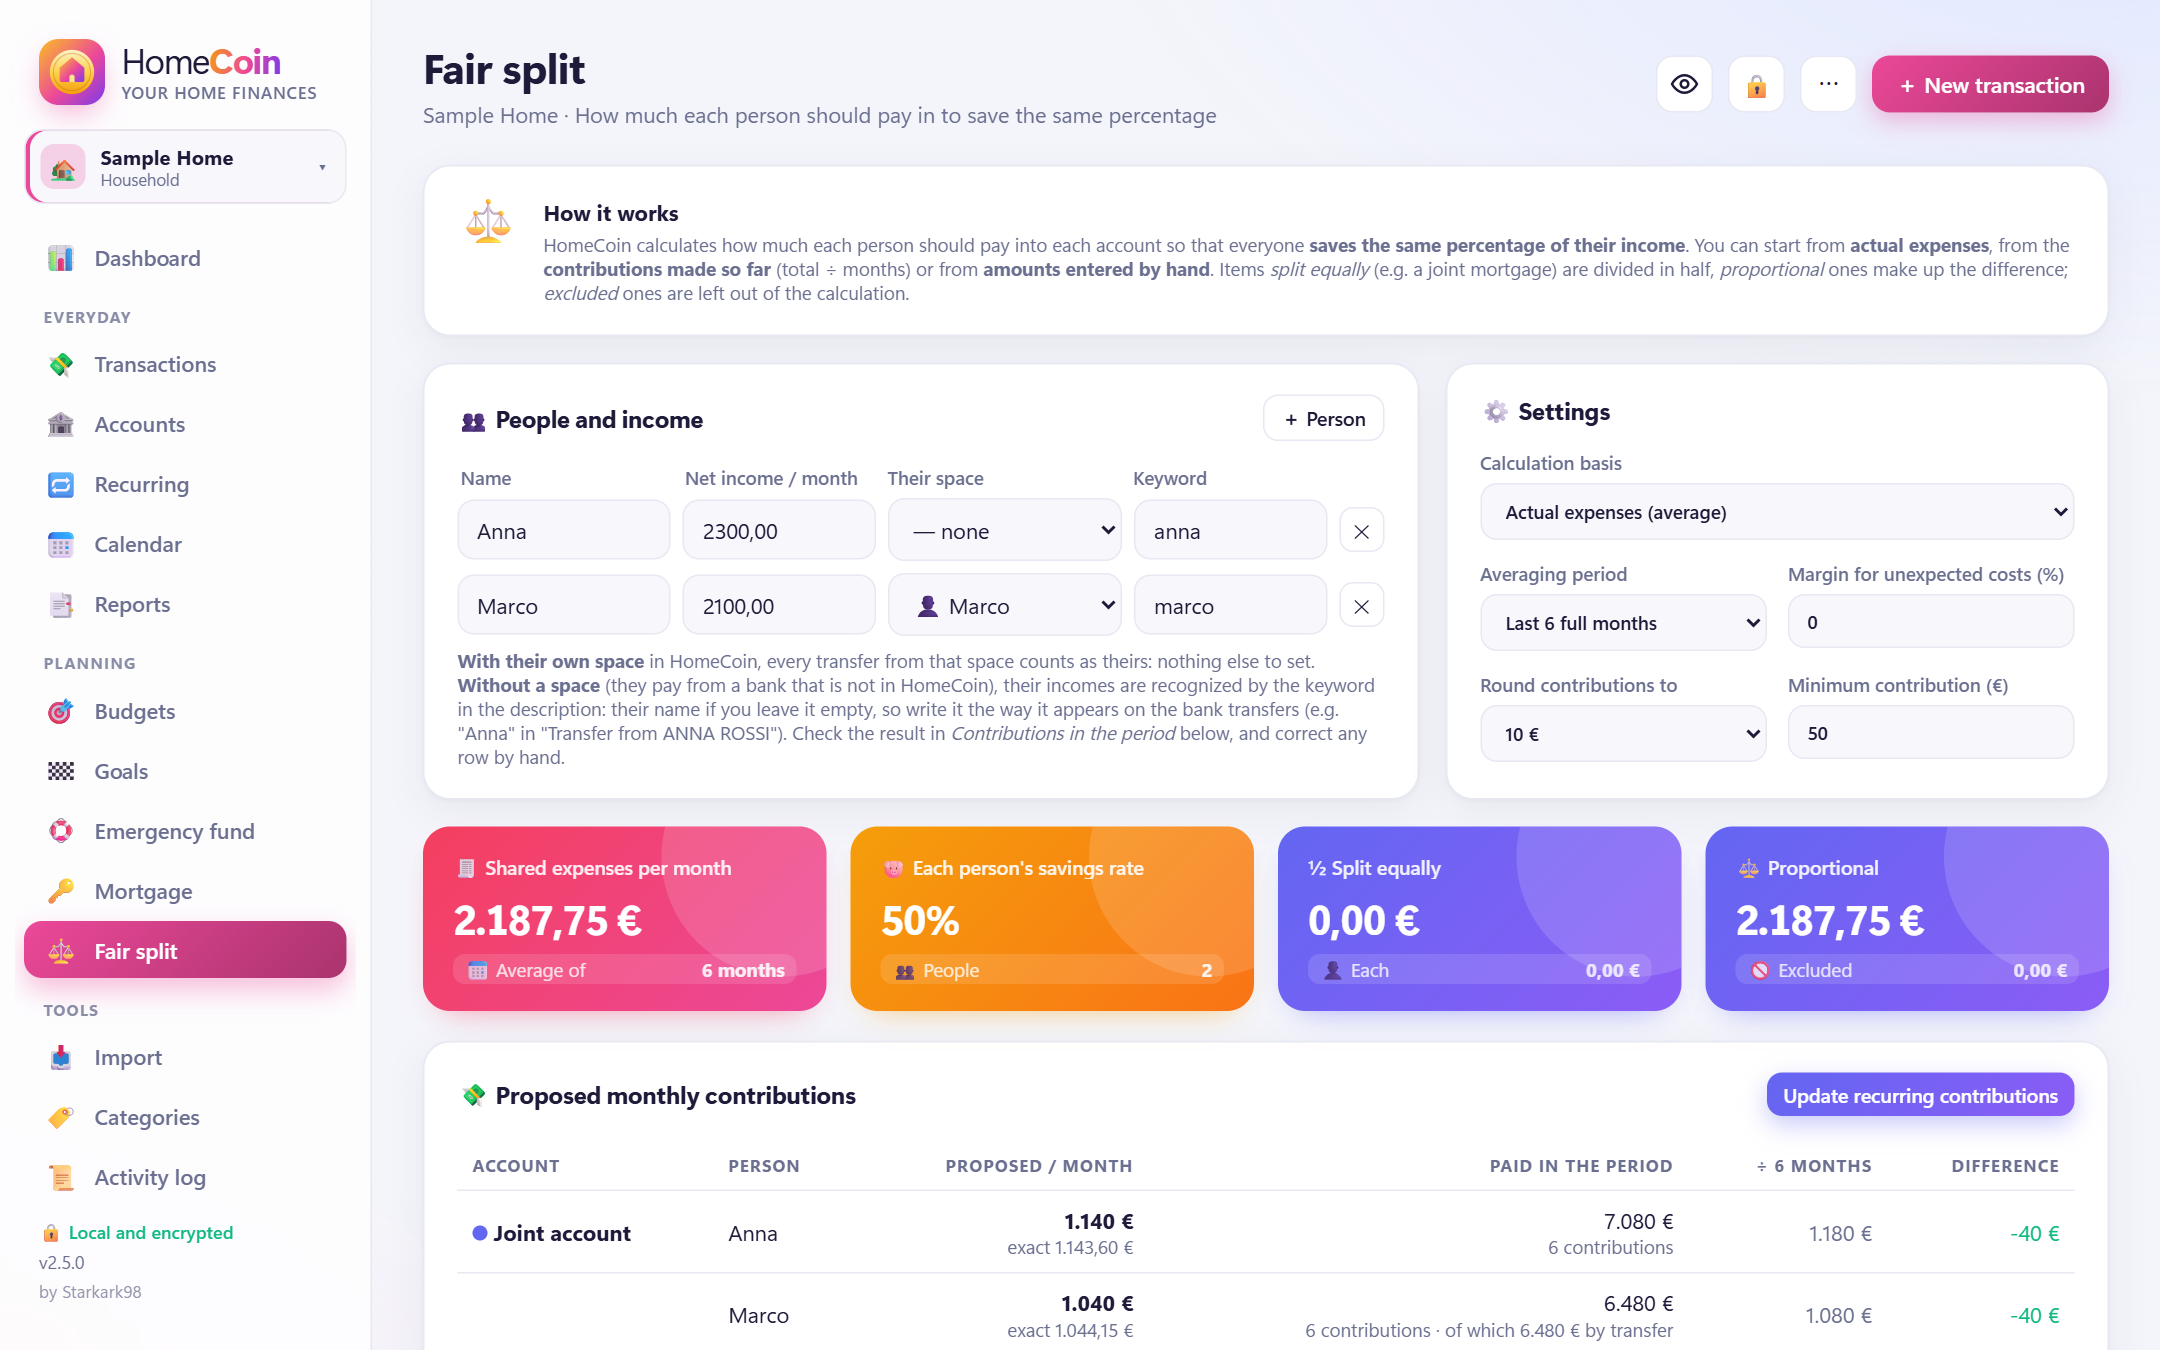 HomeCoin
YOUR HOME FINANCES
Sample Home
Household
Dashboard
EVERYDAY
Transactions
Accounts
Recurring
Calendar
Reports
PLANNING
Budgets
Goals
Emergency fund
Mortgage
Fair split
TOOLS
Import
Categories
Activity log
Local and encrypted
v2.5.0
by Starkark98
Fair split
Sample Home · How much each person should pay in to save the same percentage
+ New transaction
How it works
HomeCoin calculates how much each person should pay into each account so that everyone saves the same percentage of their income. You can start from actual expenses, from the
contributions made so far (total ÷ months) or from amounts entered by hand. Items split equally (e.g. a joint mortgage) are divided in half, proportional ones make up the difference;
excluded ones are left out of the calculation.
People and income
+ Person
Name Net income / month Their space Keyword
Anna 2300,00 — none anna
Marco 2100,00 Marco marco
With their own space in HomeCoin, every transfer from that space counts as theirs: nothing else to set.
Without a space (they pay from a bank that is not in HomeCoin), their incomes are recognized by the keyword
in the description: their name if you leave it empty, so write it the way it appears on the bank transfers (e.g.
"Anna" in "Transfer from ANNA ROSSI"). Check the result in Contributions in the period below, and correct any
row by hand.
Settings
Calculation basis
Actual expenses (average)
Averaging period Margin for unexpected costs (%)
Last 6 full months 0
Round contributions to Minimum contribution (€)
10 € 50
Shared expenses per month
2.187,75 €
Average of 6 months
Each person's savings rate
50%
People 2
½ Split equally
0,00 €
Each 0,00 €
Proportional
2.187,75 €
Excluded 0,00 €
Proposed monthly contributions
Update recurring contributions
ACCOUNT PERSON PROPOSED / MONTH PAID IN THE PERIOD ÷ 6 MONTHS DIFFERENCE
Joint account Anna 1.140 € 7.080 € 1.180 € -40 €
exact 1.143,60 € 6 contributions
Marco 1.040 € 6.480 € 1.080 € -40 €
exact 1.044,15 € 6 contributions · of which 6.480 € by transfer